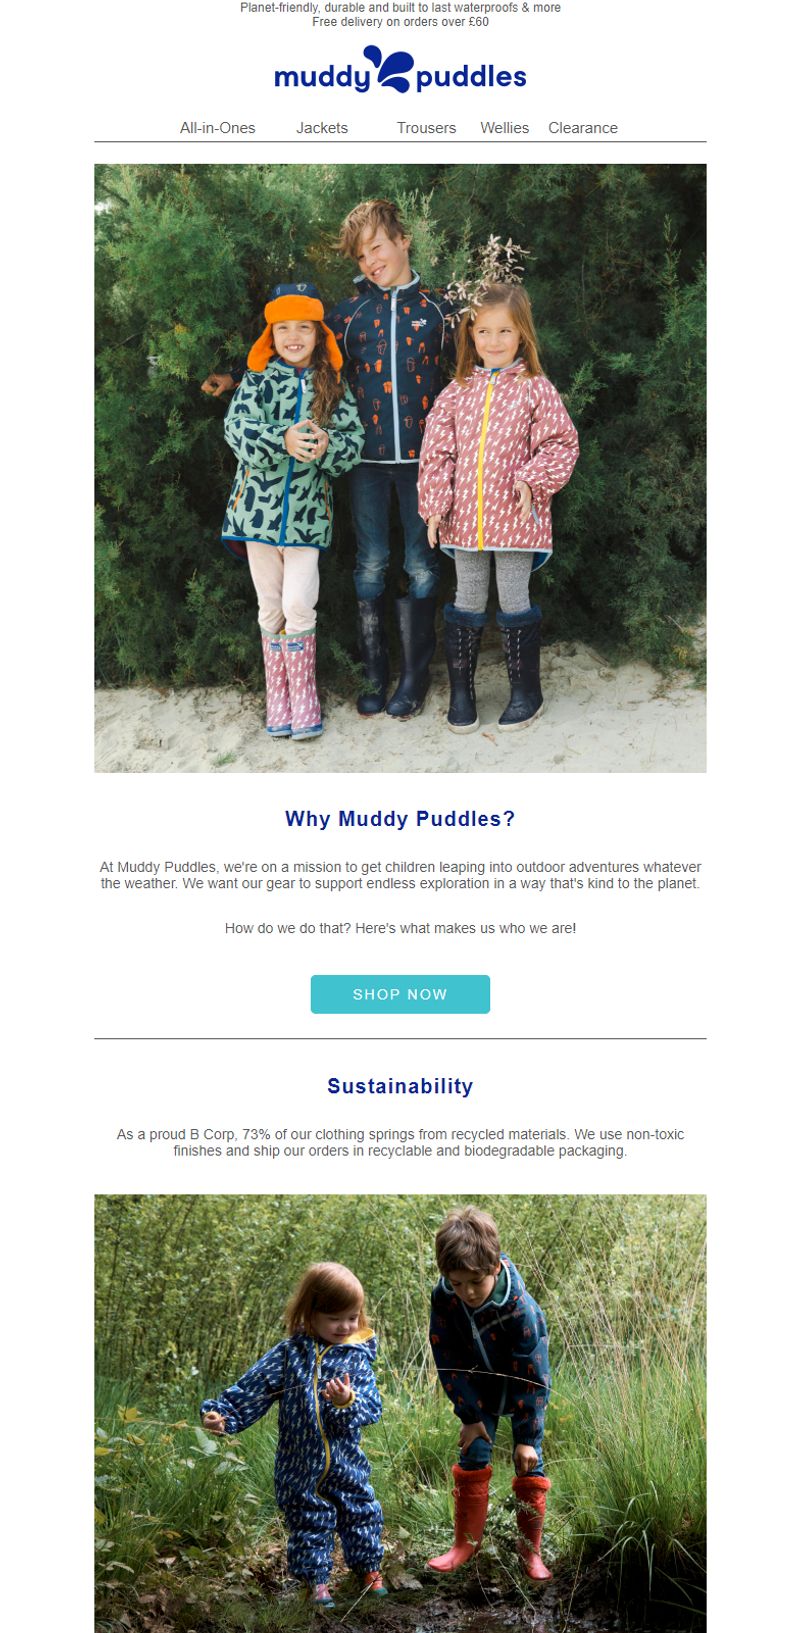 Planet-friendly, durable and built to last waterproofs & more
Free delivery on orders over £60
muddy puddles
All-in-Ones Jackets Trousers Wellies Clearance
Why Muddy Puddles?
At Muddy Puddles, we're on a mission to get children leaping into outdoor adventures whatever
the weather. We want our gear to support endless exploration in a way that's kind to the planet.
How do we do that? Here's what makes us who we are!
SHOP NOW
Sustainability
As a proud B Corp, 73% of our clothing springs from recycled materials. We use non-toxic
finishes and ship our orders in recyclable and biodegradable packaging.